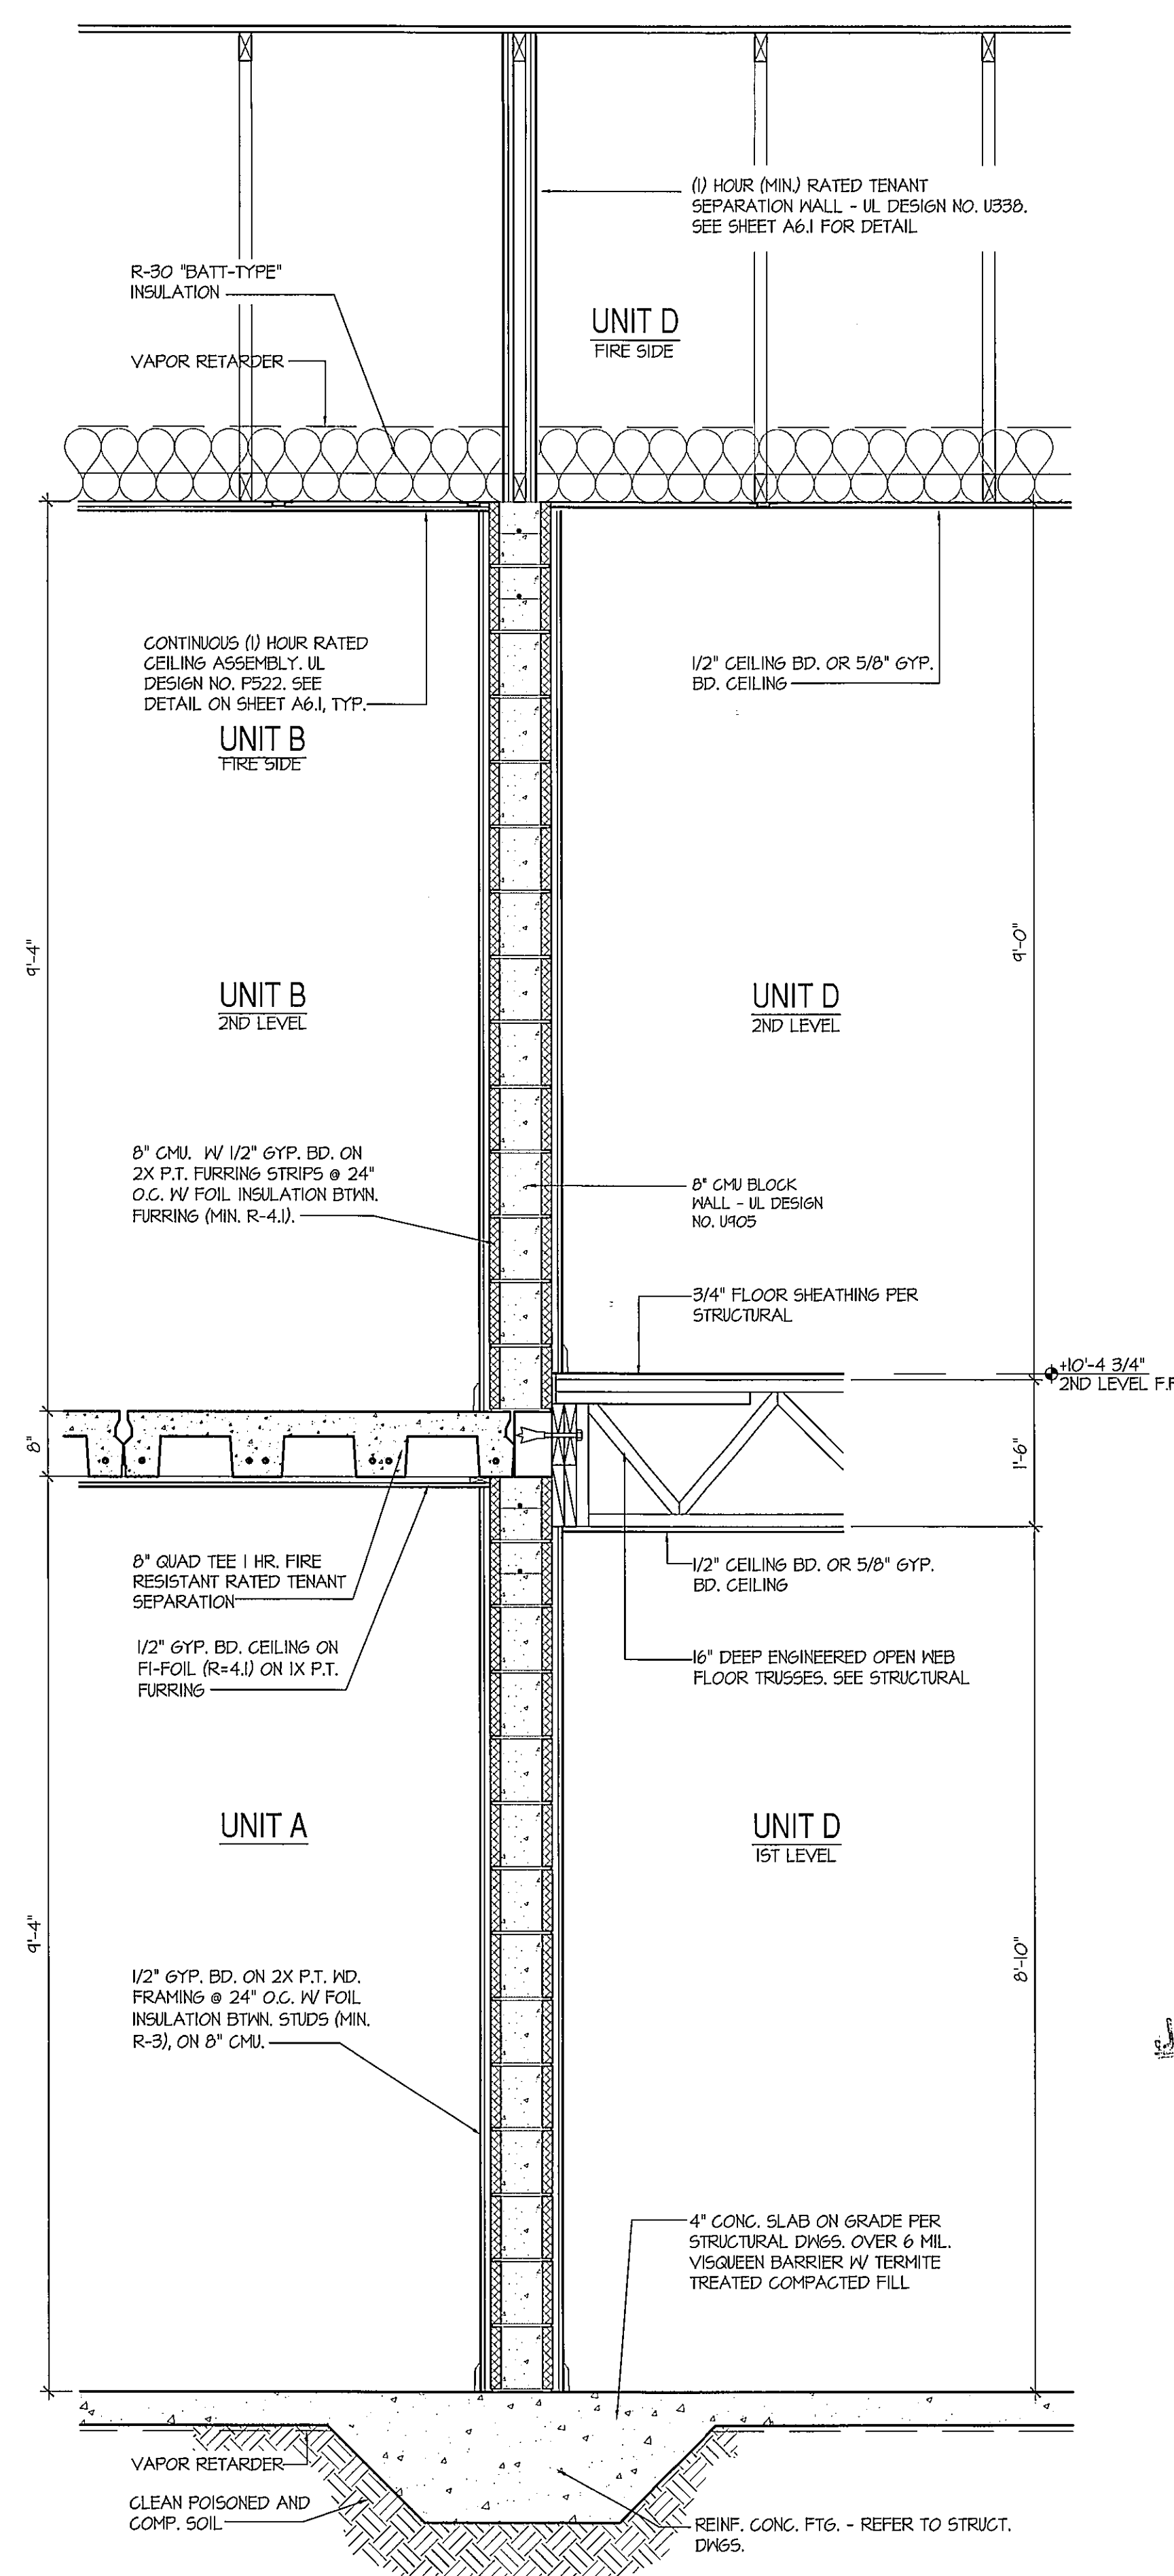 (1) HOUR (MIN.) RATED TENANT
SEPARATION WALL - UL DESIGN NO. U338.
SEE SHEET A6.1 FOR DETAIL
R-30 "BATT-TYPE"
INSULATION
UNIT D
FIRE SIDE
VAPOR RETARDER
CONTINUOUS (1) HOUR RATED
CEILING ASSEMBLY. UL
DESIGN NO. P522. SEE
DETAIL ON SHEET A6.1, TYP.
1/2" CEILING BD. OR 5/8" GYP.
BD. CEILING
UNIT B
FIRE SIDE
9'-4"
9'-0"
UNIT B
2ND LEVEL
UNIT D
2ND LEVEL
8" CMU. W/ 1/2" GYP. BD. ON
2X P.T. FURRING STRIPS @ 24"
O.C. W/ FOIL INSULATION BTWN.
FURRING (MIN. R-4.1).
8" CMU BLOCK
WALL - UL DESIGN
NO. U905
3/4" FLOOR SHEATHING PER
STRUCTURAL
+10'-4 3/4"
2ND LEVEL F.F
8"
1'-6"
8" QUAD TEE 1 HR. FIRE
RESISTANT RATED TENANT
SEPARATION
1/2" CEILING BD. OR 5/8" GYP.
BD. CEILING
1/2" GYP. BD. CEILING ON
FI-FOIL (R=4.1) ON 1X P.T.
FURRING
16" DEEP ENGINEERED OPEN WEB
FLOOR TRUSSES. SEE STRUCTURAL
UNIT A
UNIT D
1ST LEVEL
9'-4"
8'-10"
1/2" GYP. BD. ON 2X P.T. WD.
FRAMING @ 24" O.C. W/ FOIL
INSULATION BTWN. STUDS (MIN.
R-3), ON 8" CMU.
4" CONC. SLAB ON GRADE PER
STRUCTURAL DWGS. OVER 6 MIL.
VISQUEEN BARRIER W/ TERMITE
TREATED COMPACTED FILL
VAPOR RETARDER
CLEAN POISONED AND
COMP. SOIL
REINF. CONC. FTG. - REFER TO STRUCT.
DWGS.